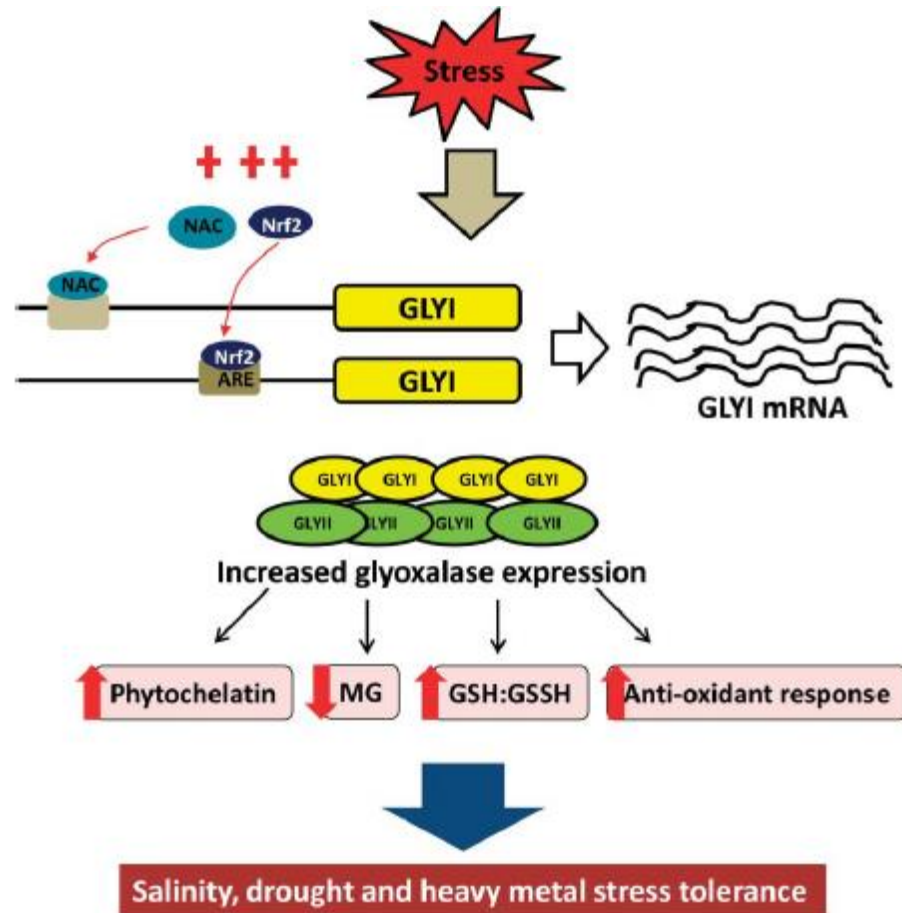 Stress
NAC
Nrf2
NAC
GLYI
Nrf2
ARE
GLYI
GLYI mRNA
GLYI GLYI GLYI GLYI
GLYII GLYII GLYII GLYII
Increased glyoxalase expression
Phytochelatin
MG
GSH:GSSH
Anti-oxidant response
Salinity, drought and heavy metal stress tolerance